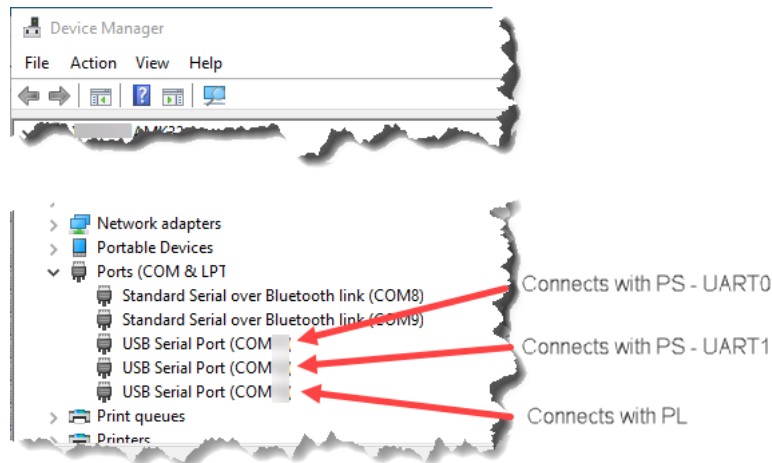 Device Manager
File Action View Help
Network adapters
Portable Devices
Ports (COM & LPT
Standard Serial over Bluetooth link (COM8)
Connects with PS - UART0
Standard Serial over Bluetooth link (COM9)
USB Serial Port (COM
Connects with PS - UART1
USB Serial Port (COM
USB Serial Port (COM
Connects with PL
Print queues
Printers